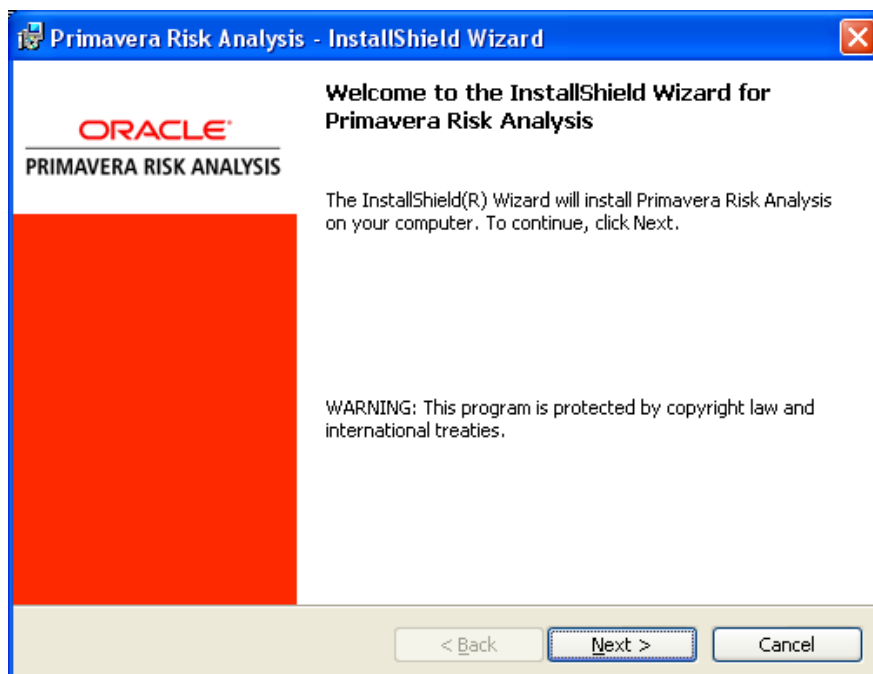 Primavera Risk Analysis - InstallShield Wizard
ORACLE
PRIMAVERA RISK ANALYSIS
Welcome to the InstallShield Wizard for
Primavera Risk Analysis
The InstallShield(R) Wizard will install Primavera Risk Analysis
on your computer. To continue, click Next.
WARNING: This program is protected by copyright law and
international treaties.
< Back
Next >
Cancel